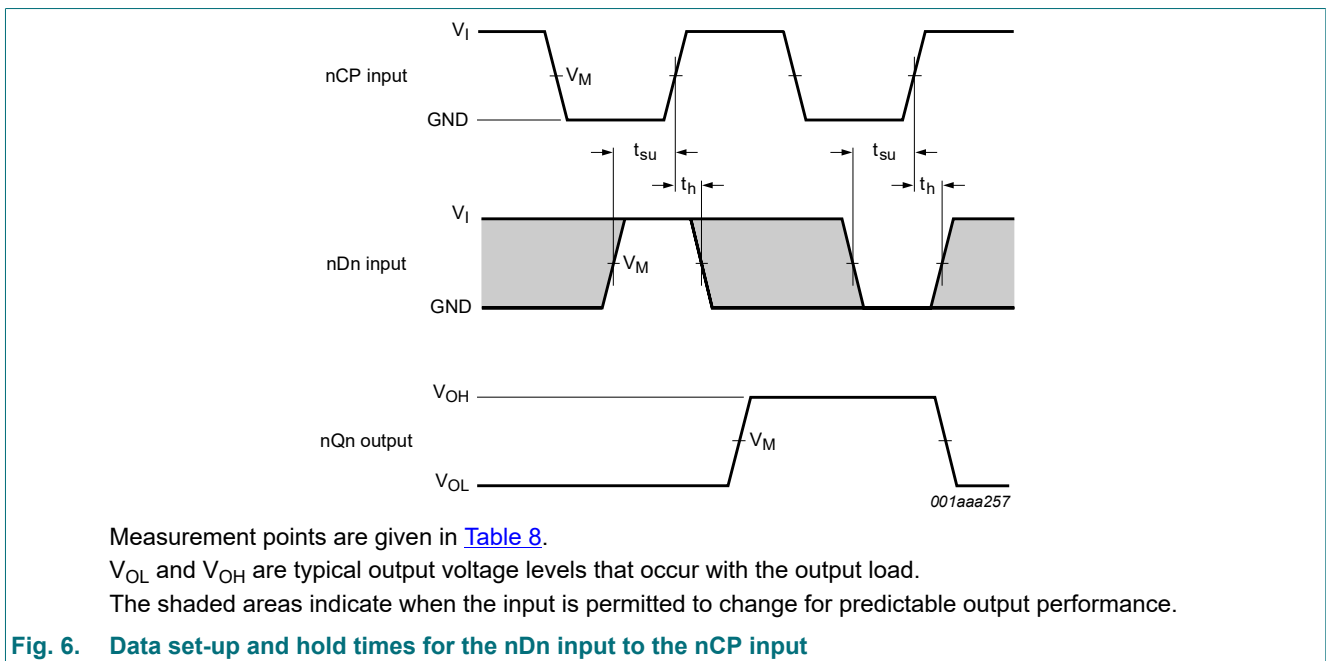 VI
nCP input
VM
GND
tsu
tsu
th
th
VI
nDn input
VM
GND
VOH
nQn output
VM
VOL
001aaa257
Measurement points are given in Table 8.
VOL and VOH are typical output voltage levels that occur with the output load.
The shaded areas indicate when the input is permitted to change for predictable output performance.
Fig. 6. Data set-up and hold times for the nDn input to the nCP input